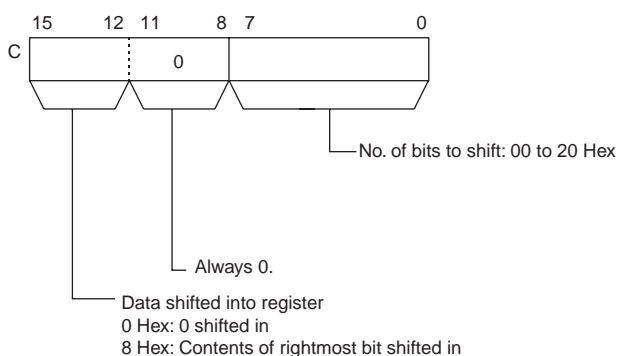 15 12 11 8 7 0
C
0
No. of bits to shift: 00 to 20 Hex
Always 0.
Data shifted into register
0 Hex: 0 shifted in
8 Hex: Contents of rightmost bit shifted in